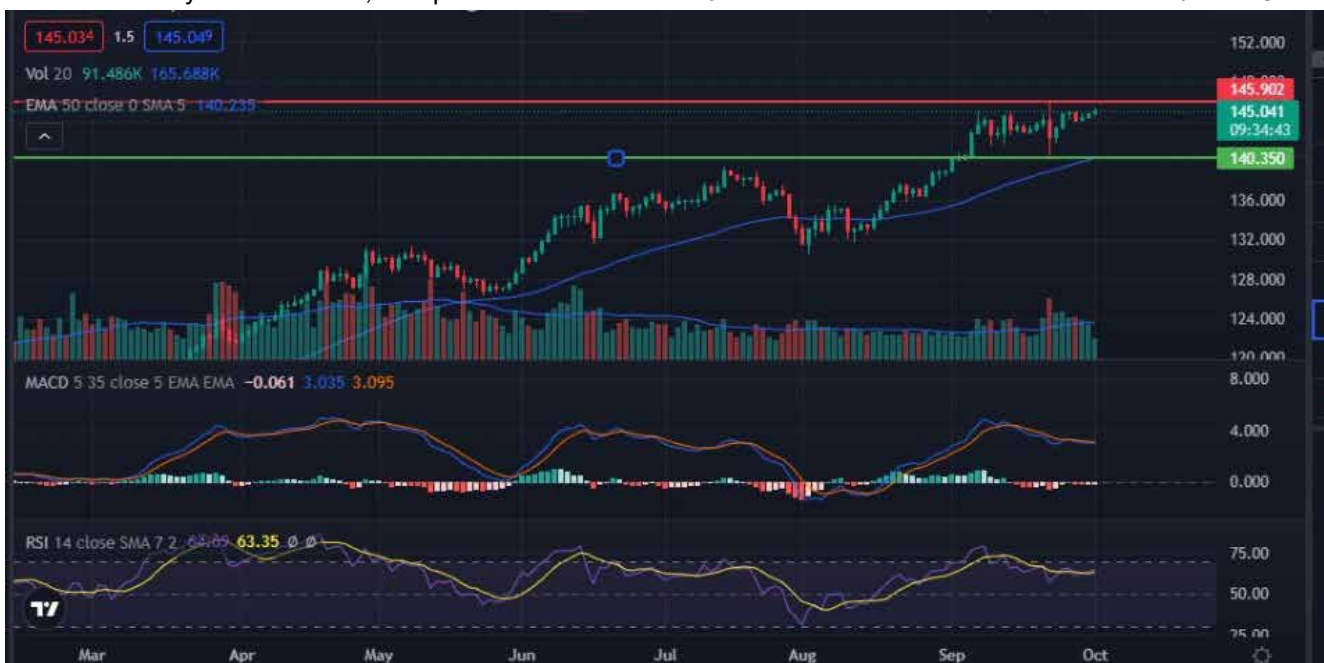 145.034 1.5 145.049
152.000
Vol 20 91.486K 165.688K
145.902
EMA 50 close 0 SMA 5 140.235
145.041
09:34:43
140.350
136.000
132.000
128.000
124.000
120.000
MACD 5 35 close 5 EMA EMA −0.061 3.035 3.095
8.000
4.000
0.000
RSI 14 close SMA 7 2 63.35 Ø Ø
75.00
50.00
25.00
Mar Apr May Jun Jul Aug Sep Oct